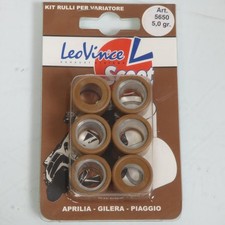 KIT RULLI PER VARIATORE
Art.
5650
5,0 gr.
LeoVince
Scoot
APRILIA - GILERA - PIAGGIO